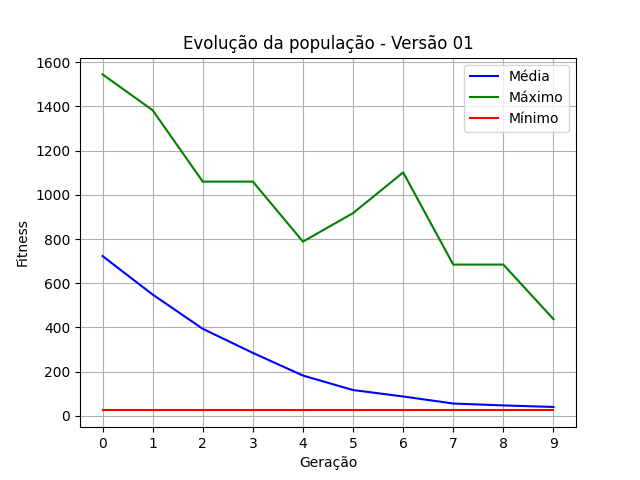 Evolução da população - Versão 01
Média
Máximo
Mínimo
Fitness
1600
1400
1200
1000
800
600
400
200
0
0 1 2 3 4 5 6 7 8 9
Geração